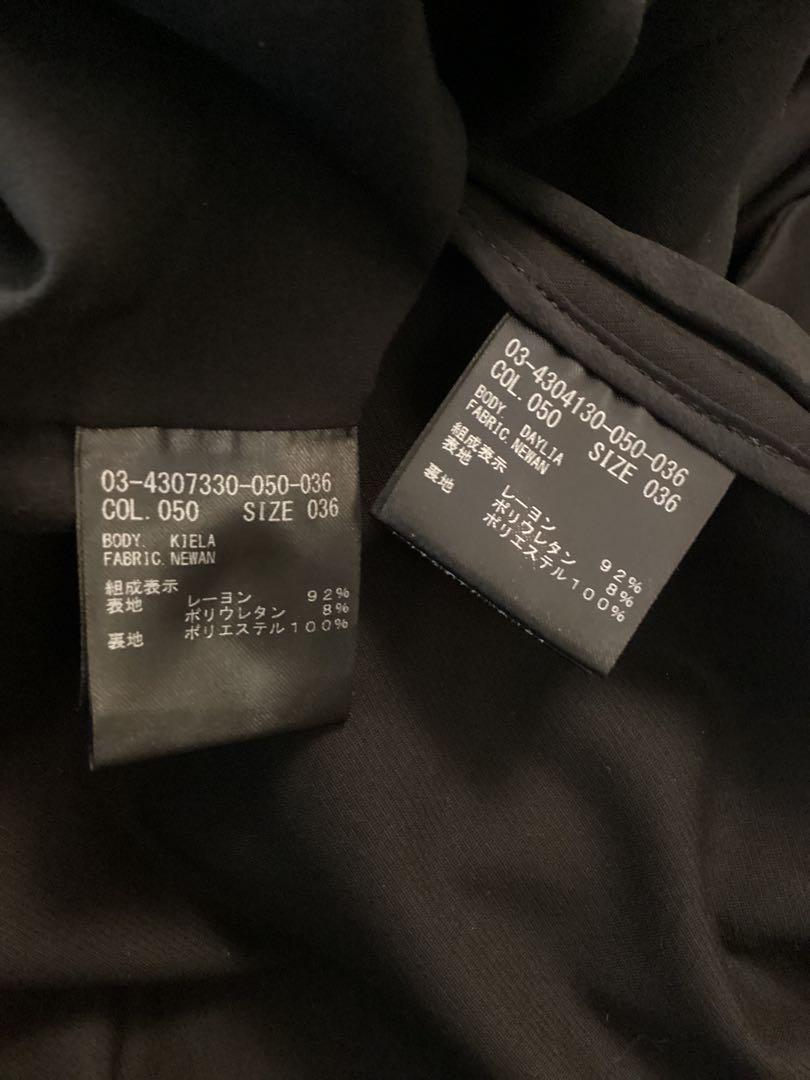 03-4307330-050-036
COL.050 SIZE 036
BODY. KIELA
FABRIC.NEWAN
組成表示
表地 レーヨン 92%
ポリウレタン 8%
裏地 ポリエステル100%
03-4304130-050-036
COL.050 SIZE 036
BODY. DAYLIA
FABRIC.NEWAN
組成表示
表地 レーヨン 92%
ポリウレタン 8%
裏地 ポリエステル100%